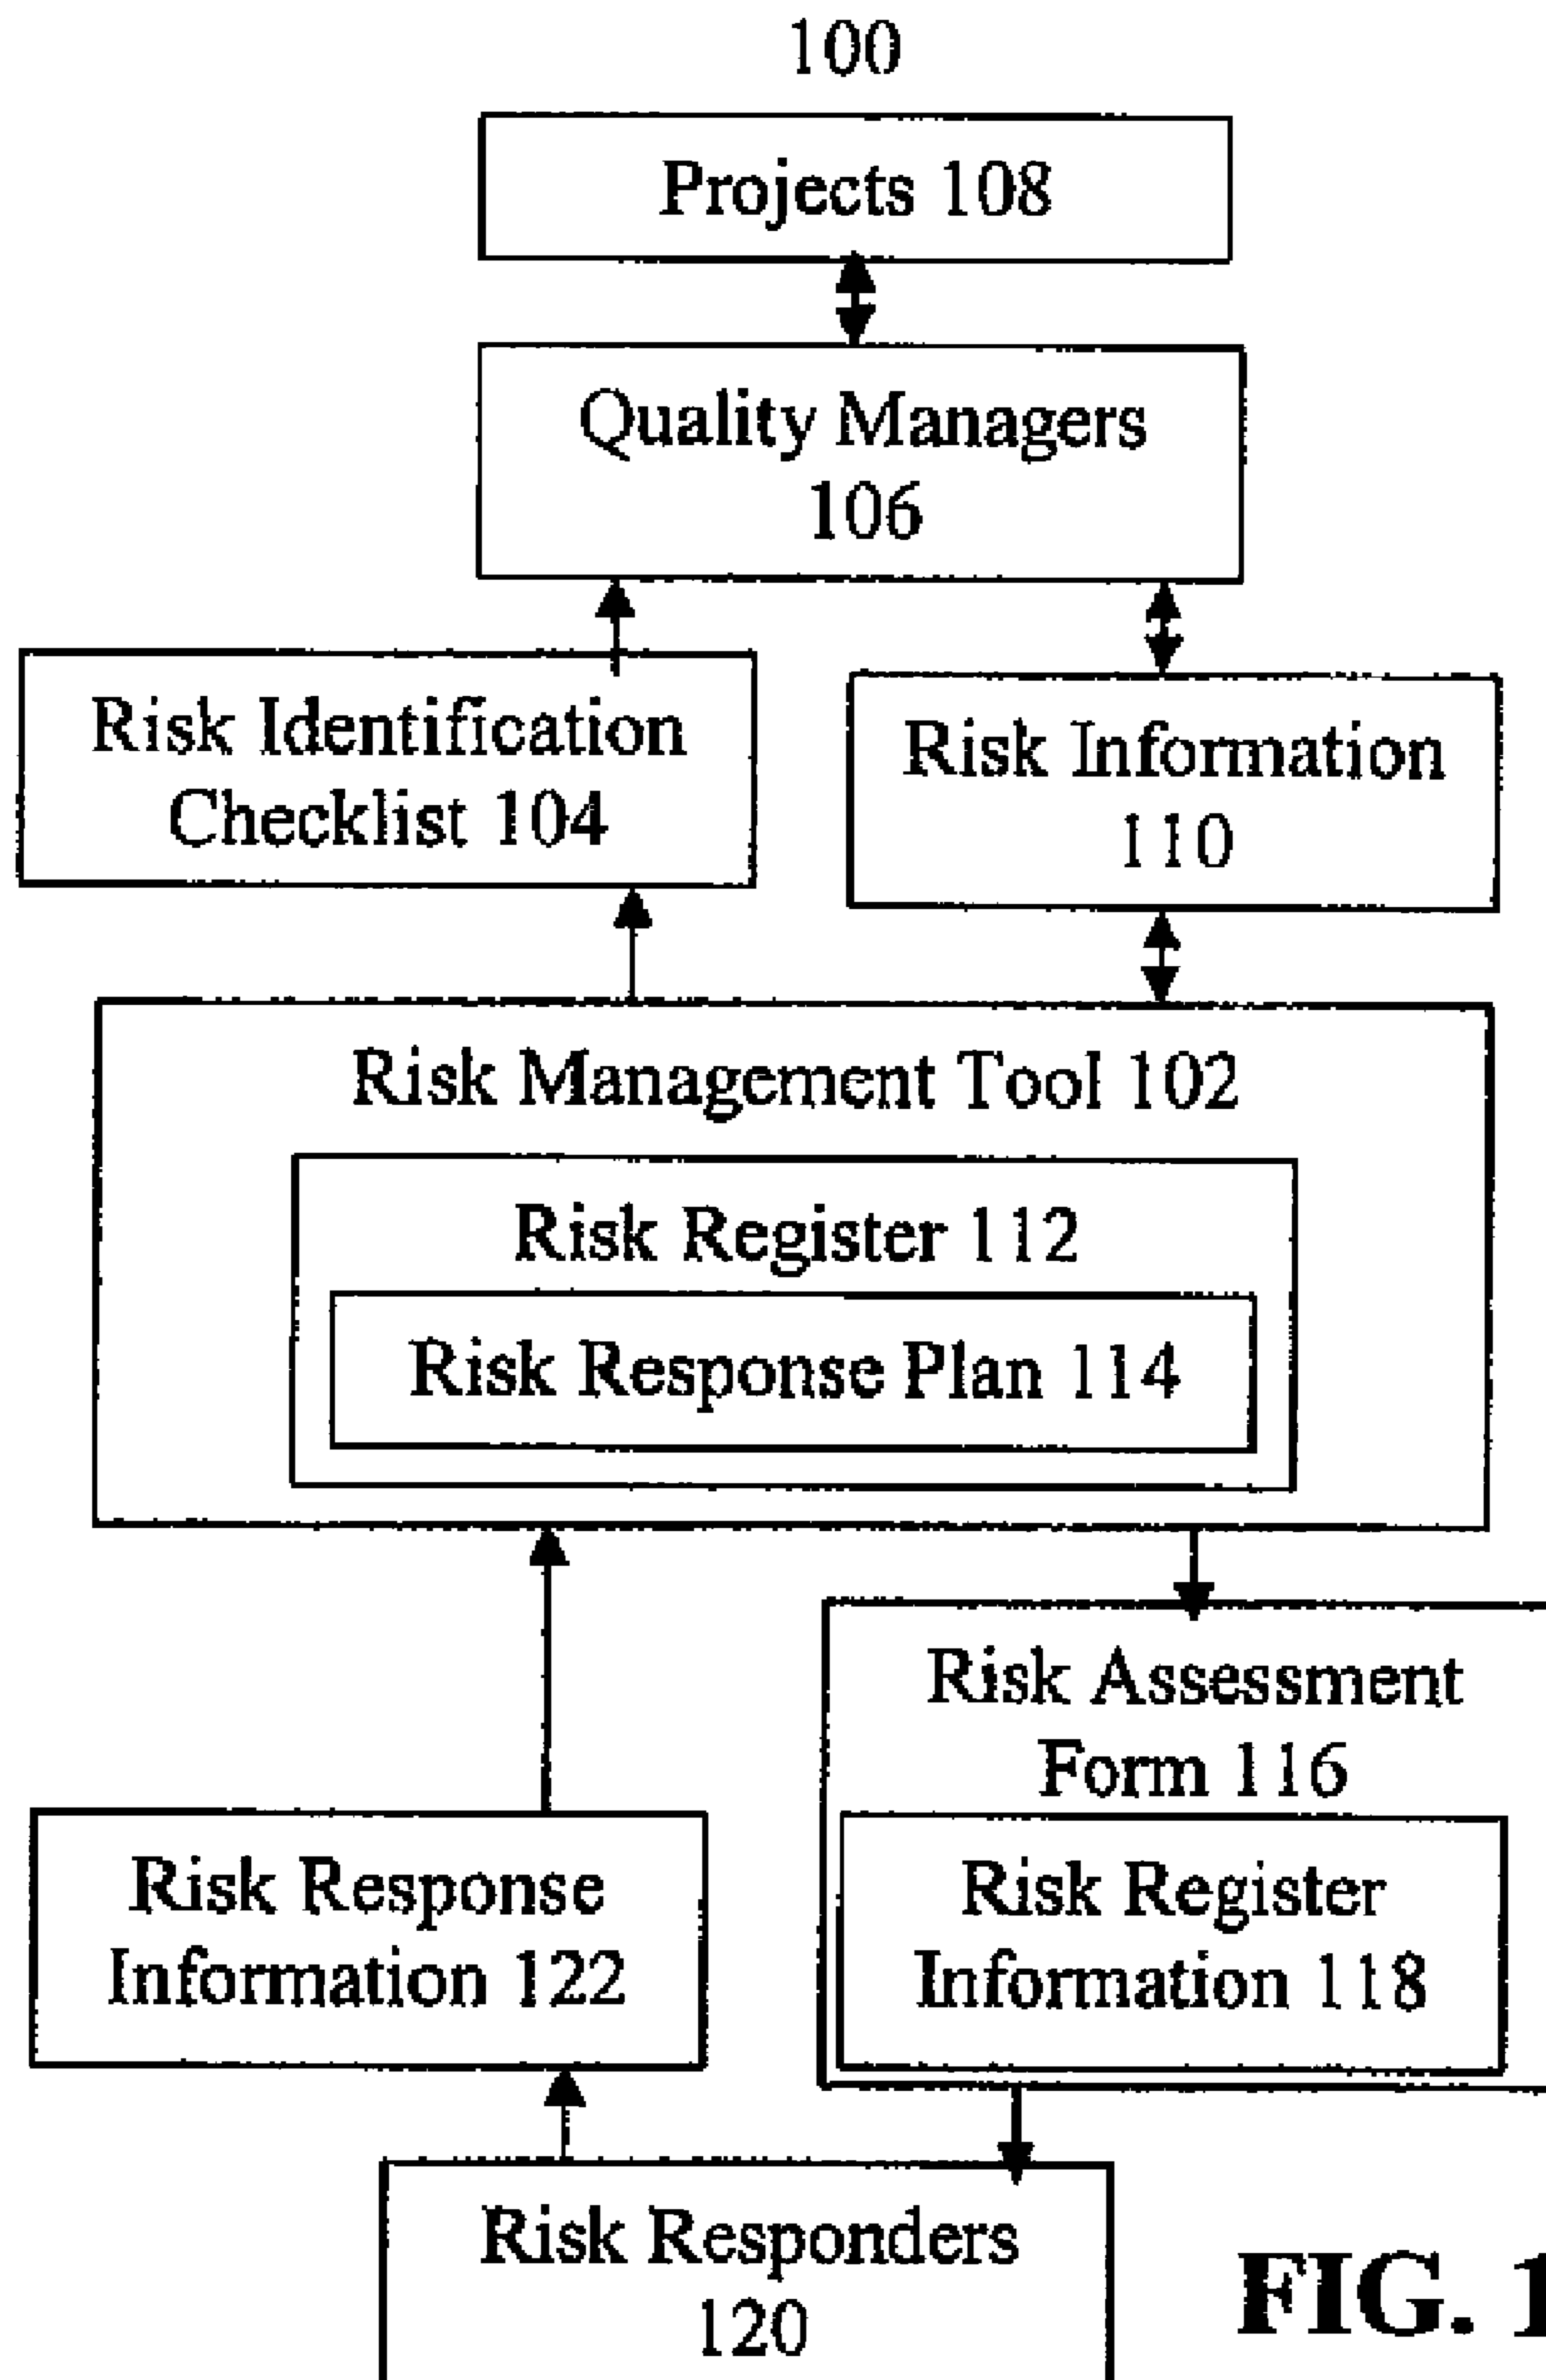 100
Projects 108
Quality Managers
106
Risk Identification
Checklist 104
Risk Information
110
Risk Management Tool 102
Risk Register 112
Risk Response Plan 114
Risk Assessment
Form 116
Risk Response
Information 122
Risk Register
Information 118
Risk Responders
120
FIG. 1